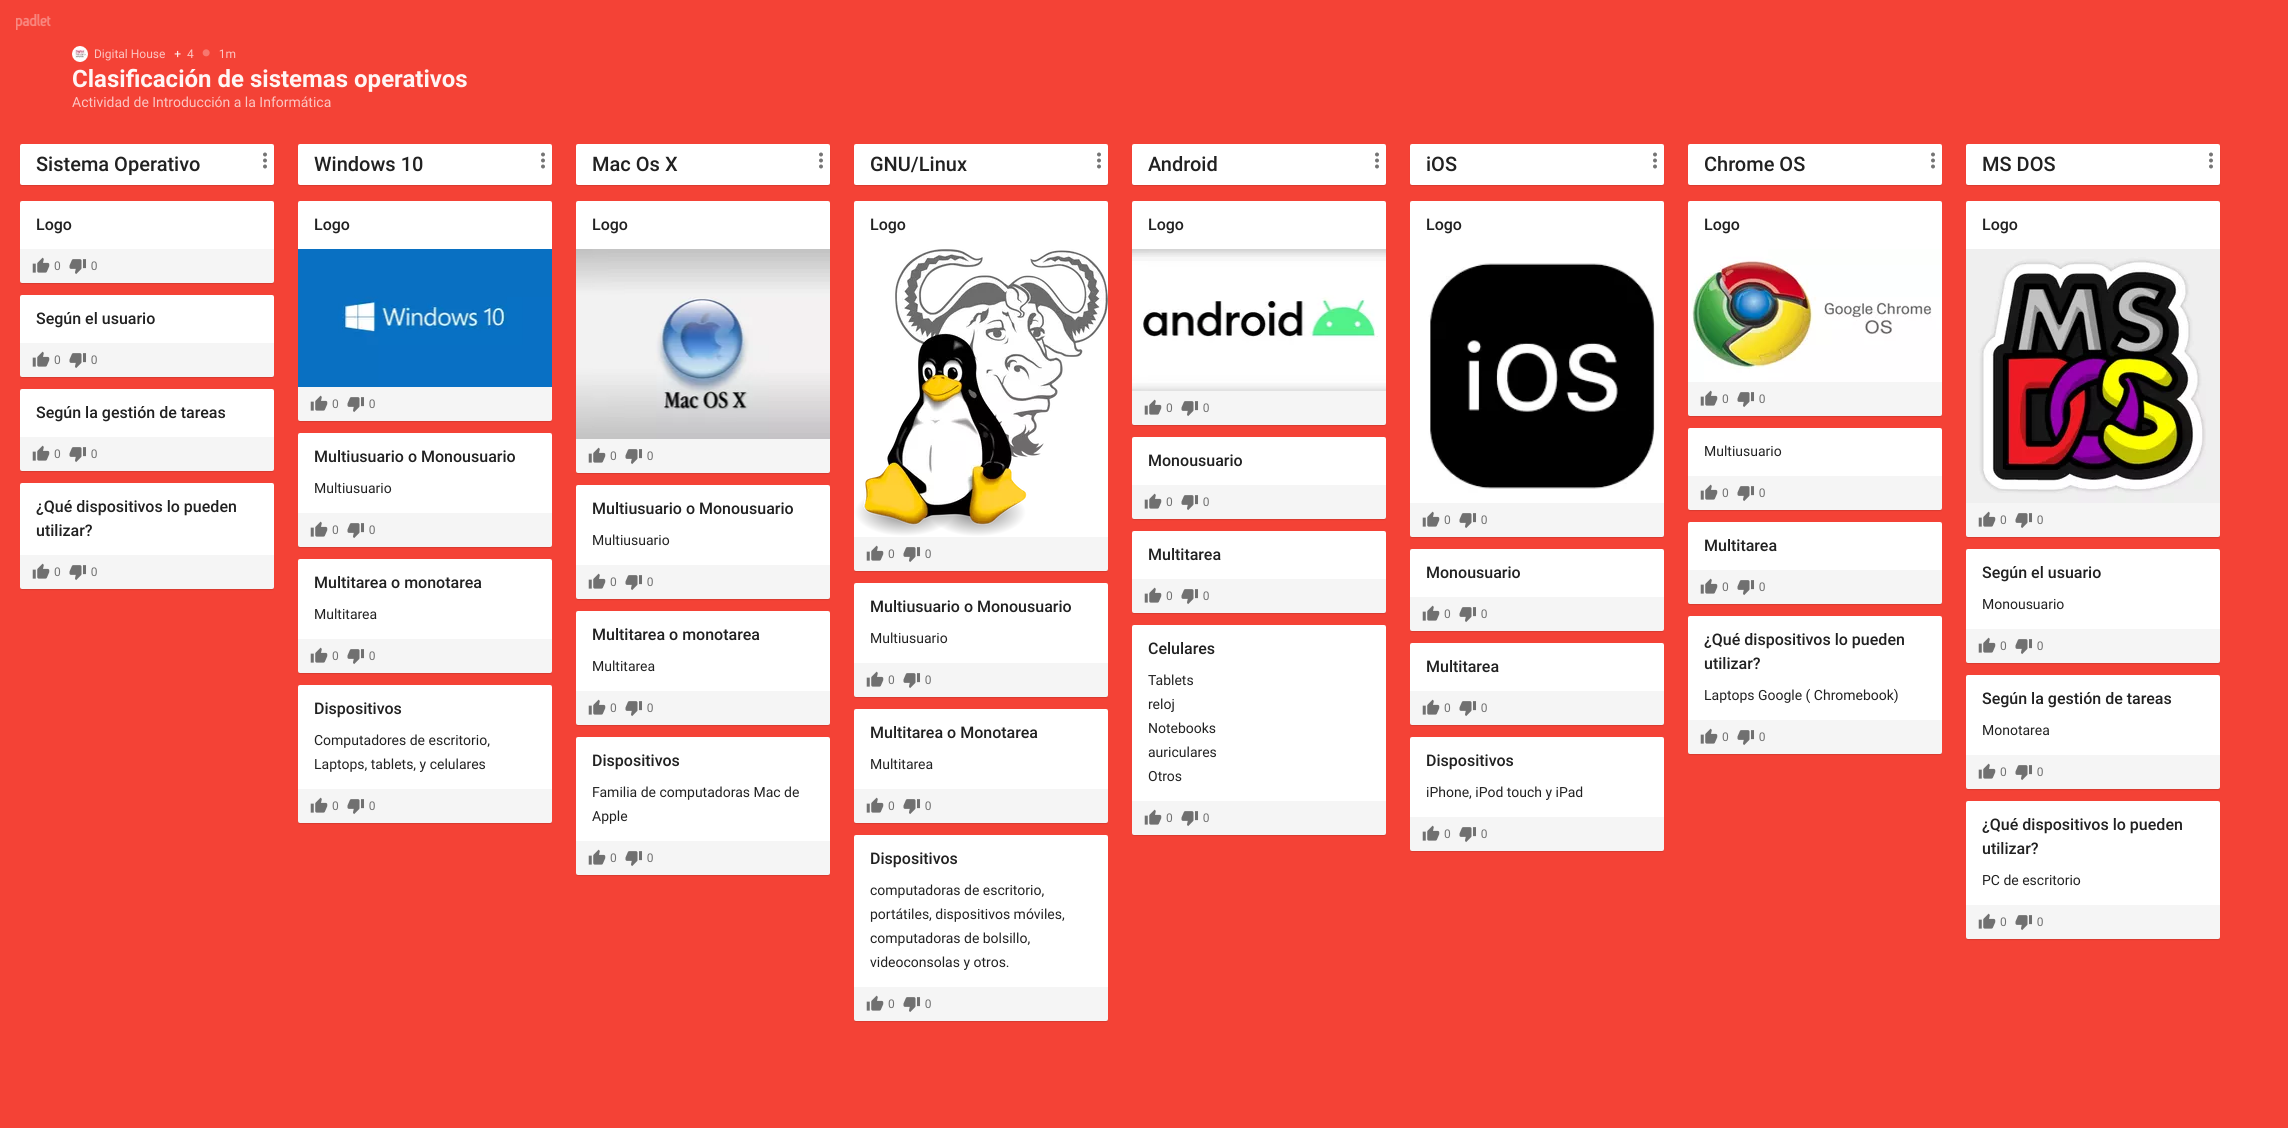 padlet
Digital House + 4 1m
Clasificación de sistemas operativos
Actividad de Introducción a la Informática
Sistema Operativo
Logo
0 0
Según el usuario
0 0
Según la gestión de tareas
0 0
¿Qué dispositivos lo pueden
utilizar?
0 0
Windows 10
Logo
Windows 10
0 0
Multiusuario o Monousuario
Multiusuario
0 0
Multitarea o monotarea
Multitarea
0 0
Dispositivos
Computadores de escritorio,
Laptops, tablets, y celulares
0 0
Mac Os X
Logo
Mac OS X
0 0
Multiusuario o Monousuario
Multiusuario
0 0
Multitarea o monotarea
Multitarea
0 0
Dispositivos
Familia de computadoras Mac de
Apple
0 0
GNU/Linux
Logo
0 0
Multiusuario o Monousuario
Multiusuario
0 0
Multitarea o Monotarea
Multitarea
0 0
Dispositivos
computadoras de escritorio,
portátiles, dispositivos móviles,
computadoras de bolsillo,
videoconsolas y otros.
0 0
Android
Logo
android
0 0
Monousuario
0 0
Multitarea
0 0
Celulares
Tablets
reloj
Notebooks
auriculares
Otros
0 0
iOS
Logo
iOS
0 0
Monousuario
0 0
Multitarea
0 0
Dispositivos
iPhone, iPod touch y iPad
0 0
Chrome OS
Logo
Google Chrome
OS
0 0
Multiusuario
0 0
Multitarea
0 0
¿Qué dispositivos lo pueden
utilizar?
Laptops Google ( Chromebook)
0 0
MS DOS
Logo
MS
DOS
0 0
Según el usuario
Monousuario
0 0
Según la gestión de tareas
Monotarea
0 0
¿Qué dispositivos lo pueden
utilizar?
PC de escritorio
0 0